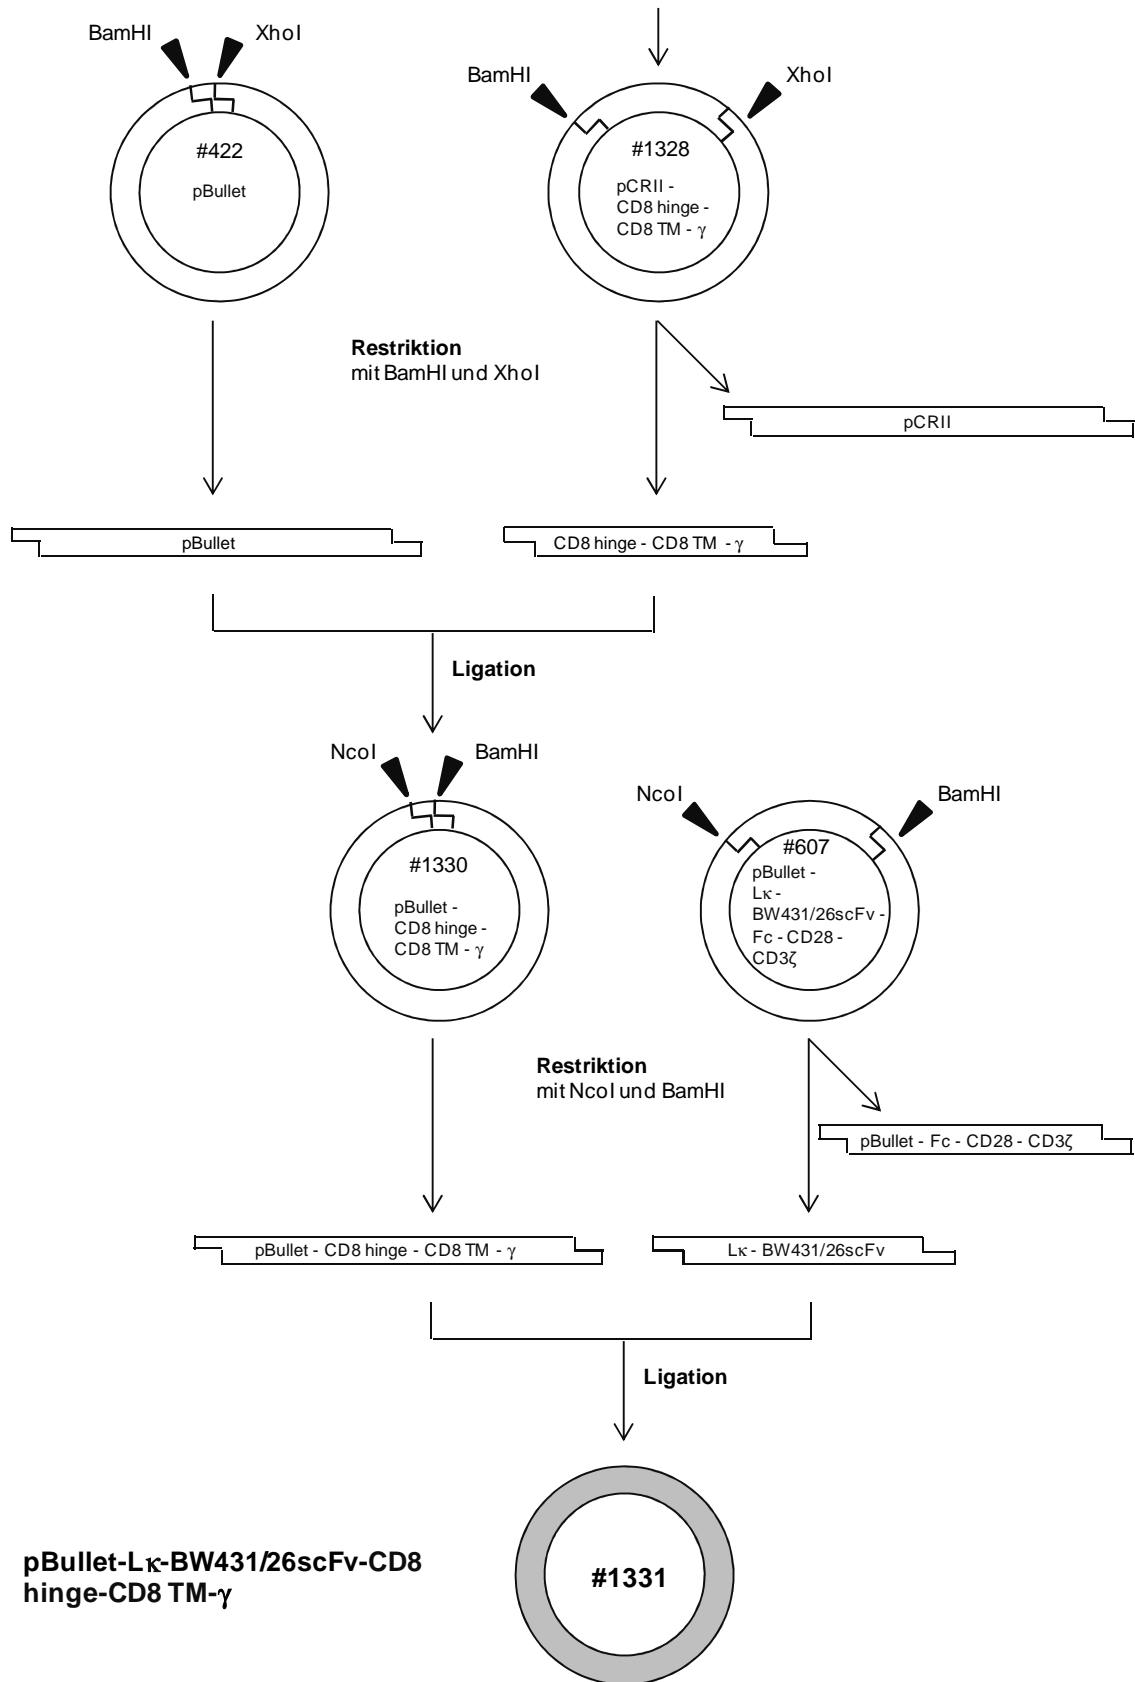 BamHI
XhoI
#422
pBullet
BamHI
XhoI
#1328
pCRII -
CD8 hinge -
CD8 TM - γ
Restriktion
mit BamHI und XhoI
pCRII
pBullet
CD8 hinge - CD8 TM - γ
Ligation
NcoI
BamHI
#1330
pBullet -
CD8 hinge -
CD8 TM - γ
NcoI
BamHI
#607
pBullet -
Lκ -
BW431/26scFv -
Fc - CD28 -
CD3ζ
Restriktion
mit NcoI und BamHI
pBullet - Fc - CD28 - CD3ζ
pBullet - CD8 hinge - CD8 TM - γ
Lκ - BW431/26scFv
Ligation
pBullet-Lκ-BW431/26scFv-CD8
hinge-CD8 TM-γ
#1331